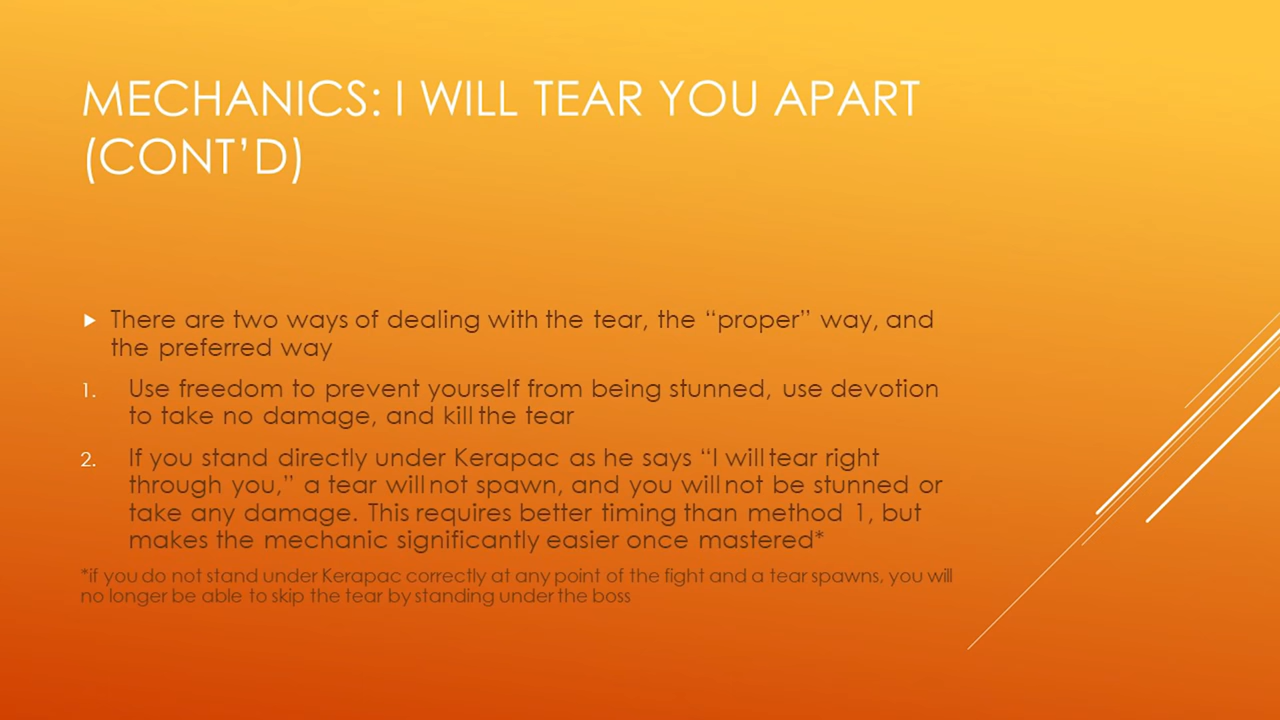 MECHANICS: I WILL TEAR YOU APART
(CONT’D)
There are two ways of dealing with the tear, the “proper” way, and
the preferred way
1. Use freedom to prevent yourself from being stunned, use devotion
to take no damage, and kill the tear
2. If you stand directly under Kerapac as he says “I will tear right
through you,” a tear will not spawn, and you will not be stunned or
take any damage. This requires better timing than method 1, but
makes the mechanic significantly easier once mastered*
*if you do not stand under Kerapac correctly at any point of the fight and a tear spawns, you will
no longer be able to skip the tear by standing under the boss